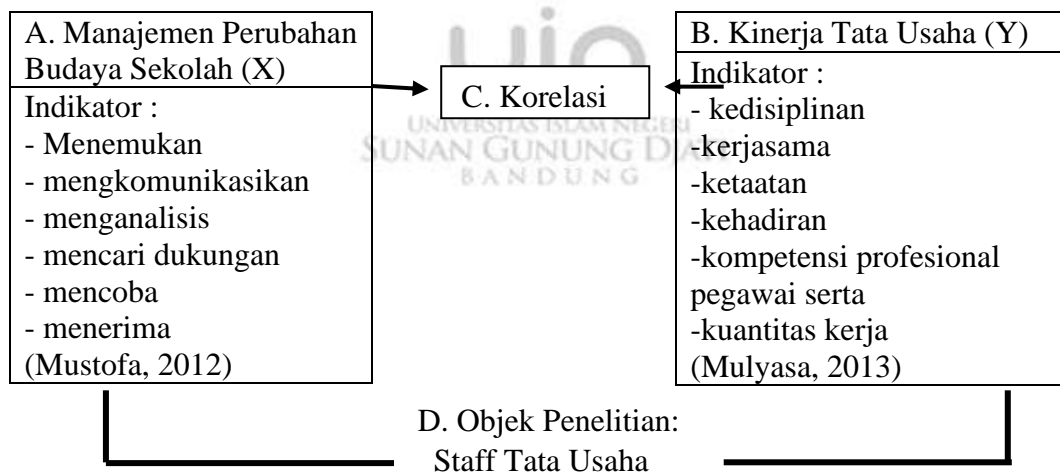 A. Manajemen Perubahan
Budaya Sekolah (X)
Indikator :
- Menemukan
- mengkomunikasikan
- menganalisis
- mencari dukungan
- mencoba
- menerima
(Mustofa, 2012)
uin
C. Korelasi
UNIVERSITAS ISLAM NEGERI
SUNAN GUNUNG DJATI
BANDUNG
B. Kinerja Tata Usaha (Y)
Indikator :
- kedisiplinan
-kerjasama
-ketaatan
-kehadiran
-kompetensi profesional
pegawai serta
-kuantitas kerja
(Mulyasa, 2013)
D. Objek Penelitian:
Staff Tata Usaha